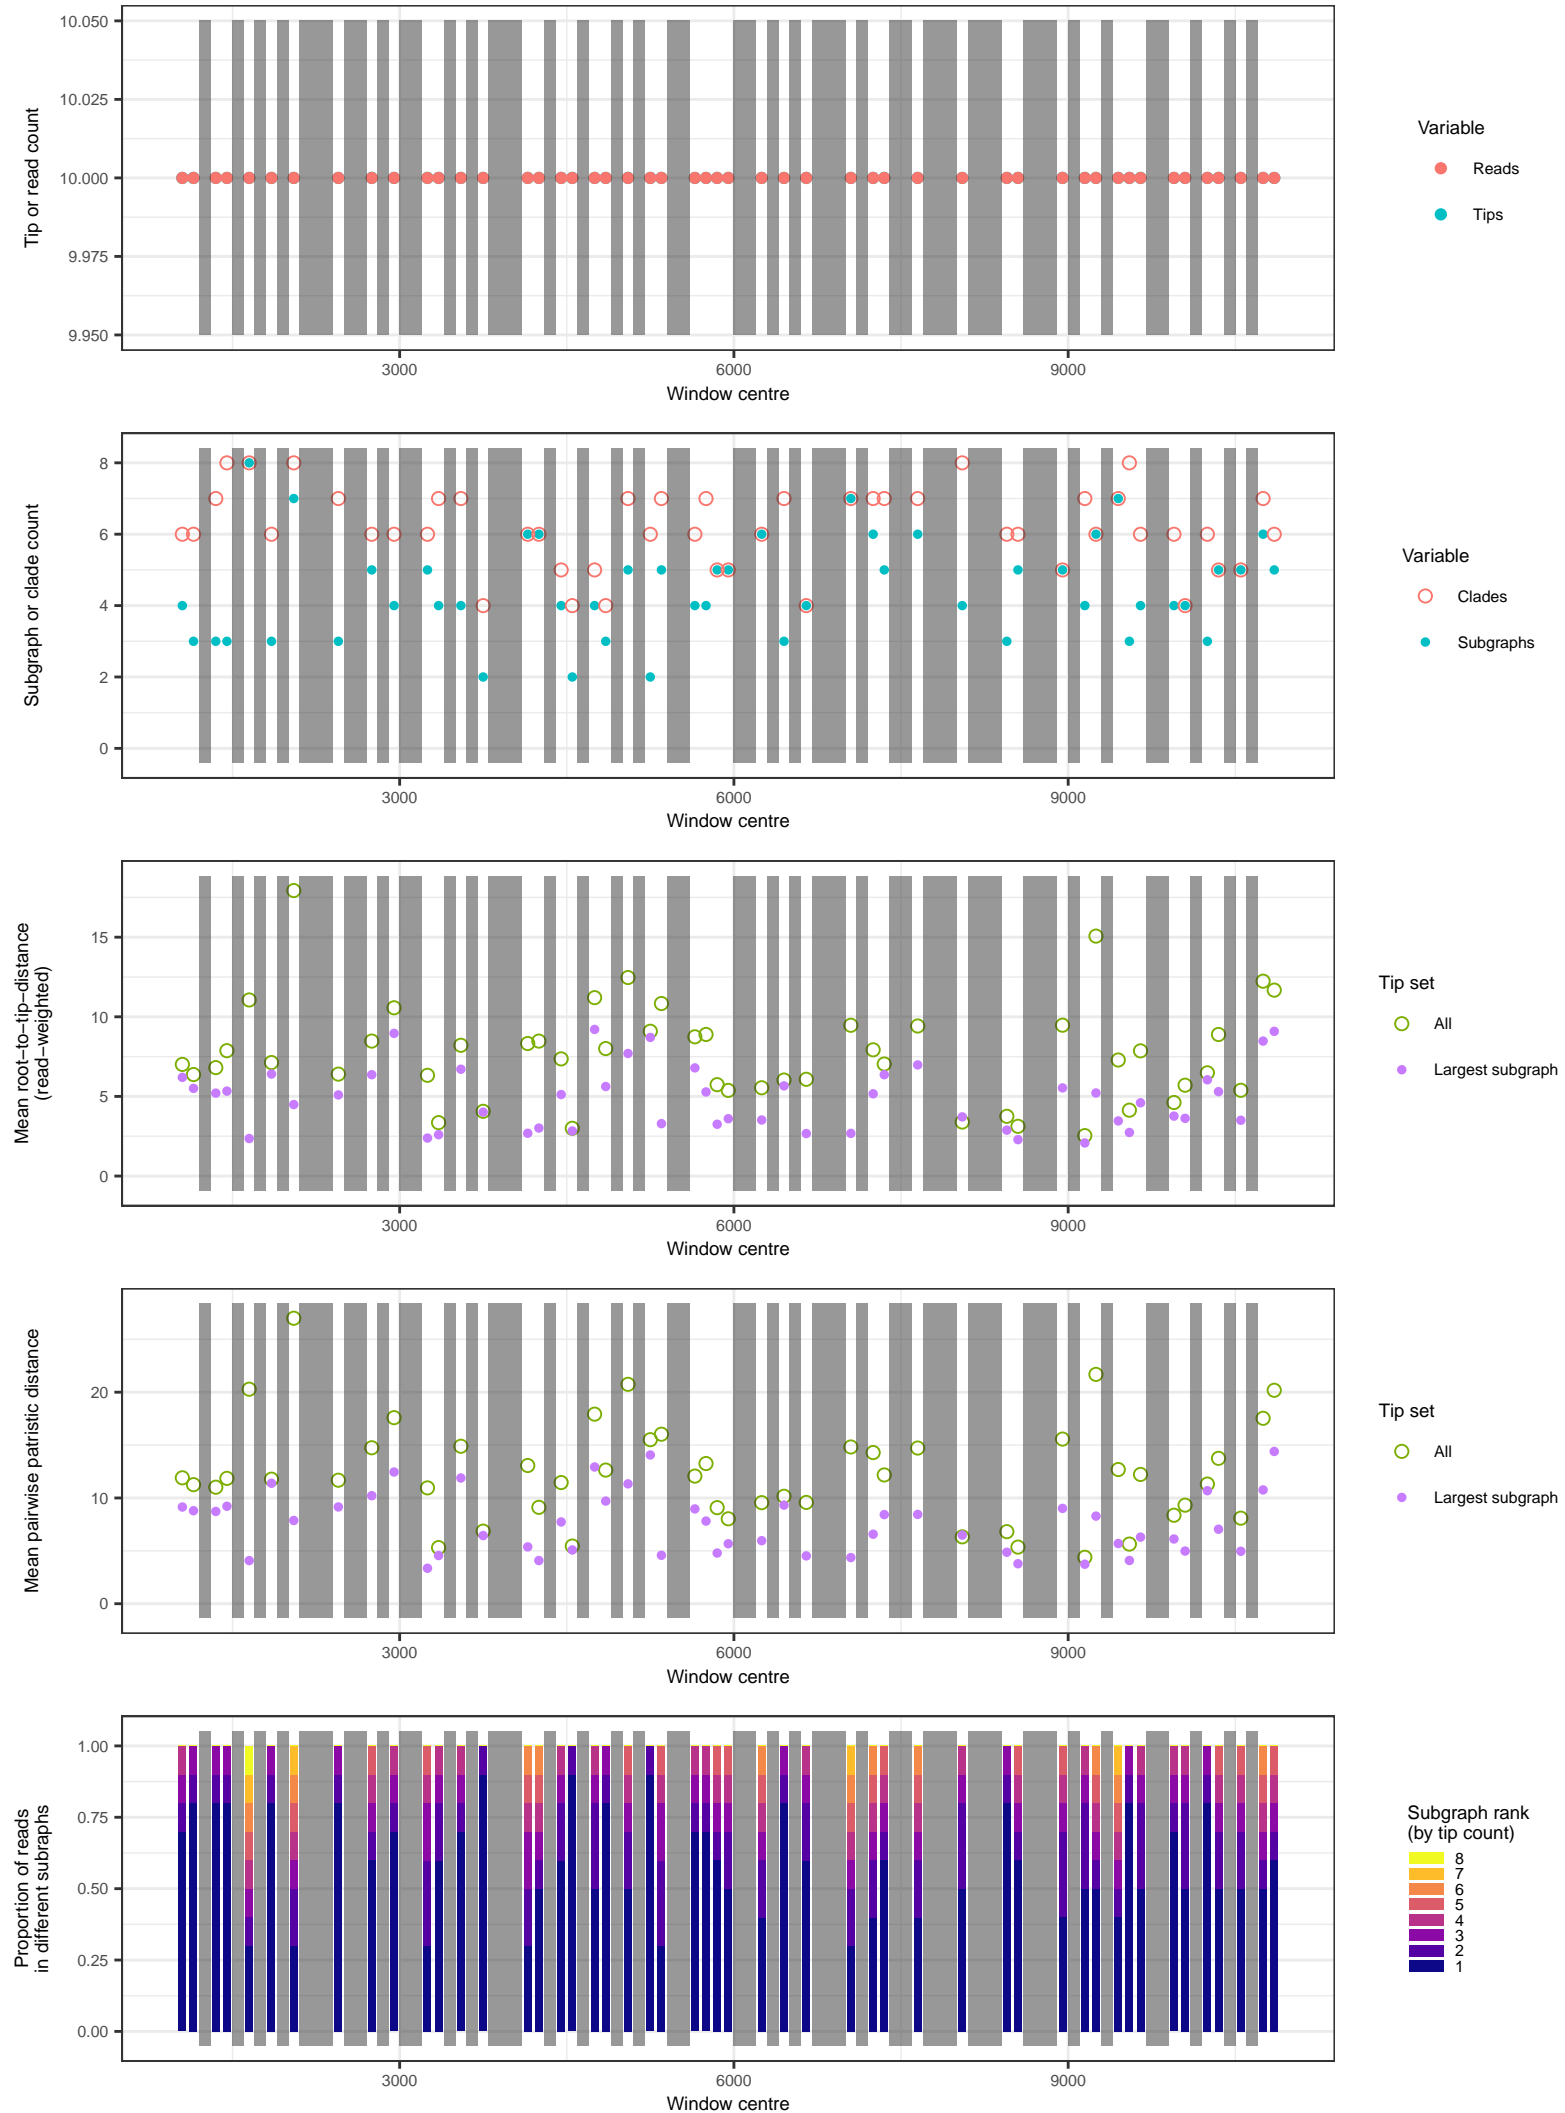 10.050
10.025
10.000
9.975
9.950
Tip or read count
3000
6000
9000
Window centre
Variable
Reads
Tips
8
6
4
2
0
Subgraph or clade count
3000
6000
9000
Window centre
Variable
Clades
Subgraphs
15
10
5
0
Mean root−to−tip−distance
(read−weighted)
3000
6000
9000
Window centre
Tip set
All
Largest subgraph
20
10
0
Mean pairwise patristic distance
3000
6000
9000
Window centre
Tip set
All
Largest subgraph
1.00
0.75
0.50
0.25
0.00
Proportion of reads
in different subraphs
3000
6000
9000
Window centre
Subgraph rank
(by tip count)
8
7
6
5
4
3
2
1